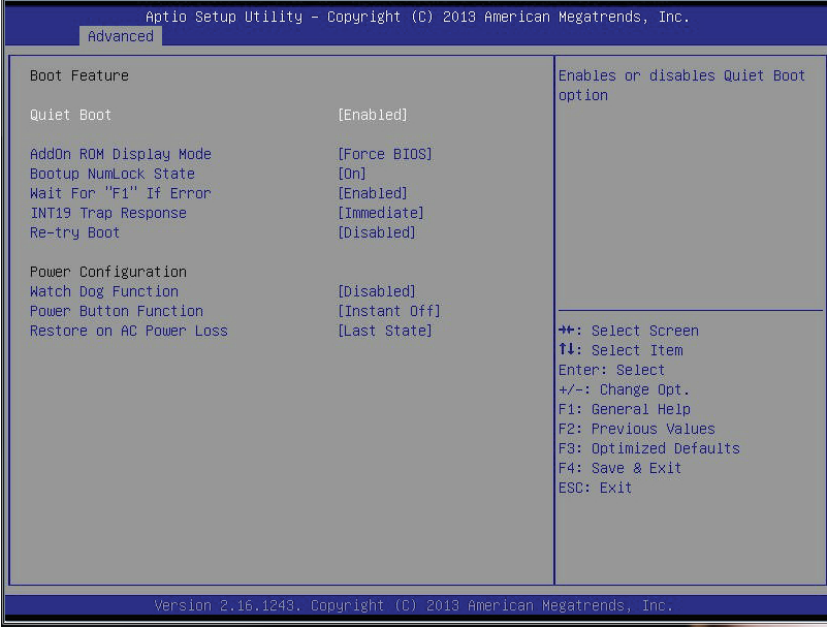 Aptio Setup Utility – Copyright (C) 2013 American Megatrends, Inc.
Advanced
Boot Feature
Quiet Boot [Enabled]
AddOn ROM Display Mode [Force BIOS]
Bootup NumLock State [On]
Wait For "F1" If Error [Enabled]
INT19 Trap Response [Immediate]
Re-try Boot [Disabled]
Power Configuration
Watch Dog Function [Disabled]
Power Button Function [Instant Off]
Restore on AC Power Loss [Last State]
Enables or disables Quiet Boot
option
→←: Select Screen
↑↓: Select Item
Enter: Select
+/-: Change Opt.
F1: General Help
F2: Previous Values
F3: Optimized Defaults
F4: Save & Exit
ESC: Exit
Version 2.16.1243. Copyright (C) 2013 American Megatrends, Inc.